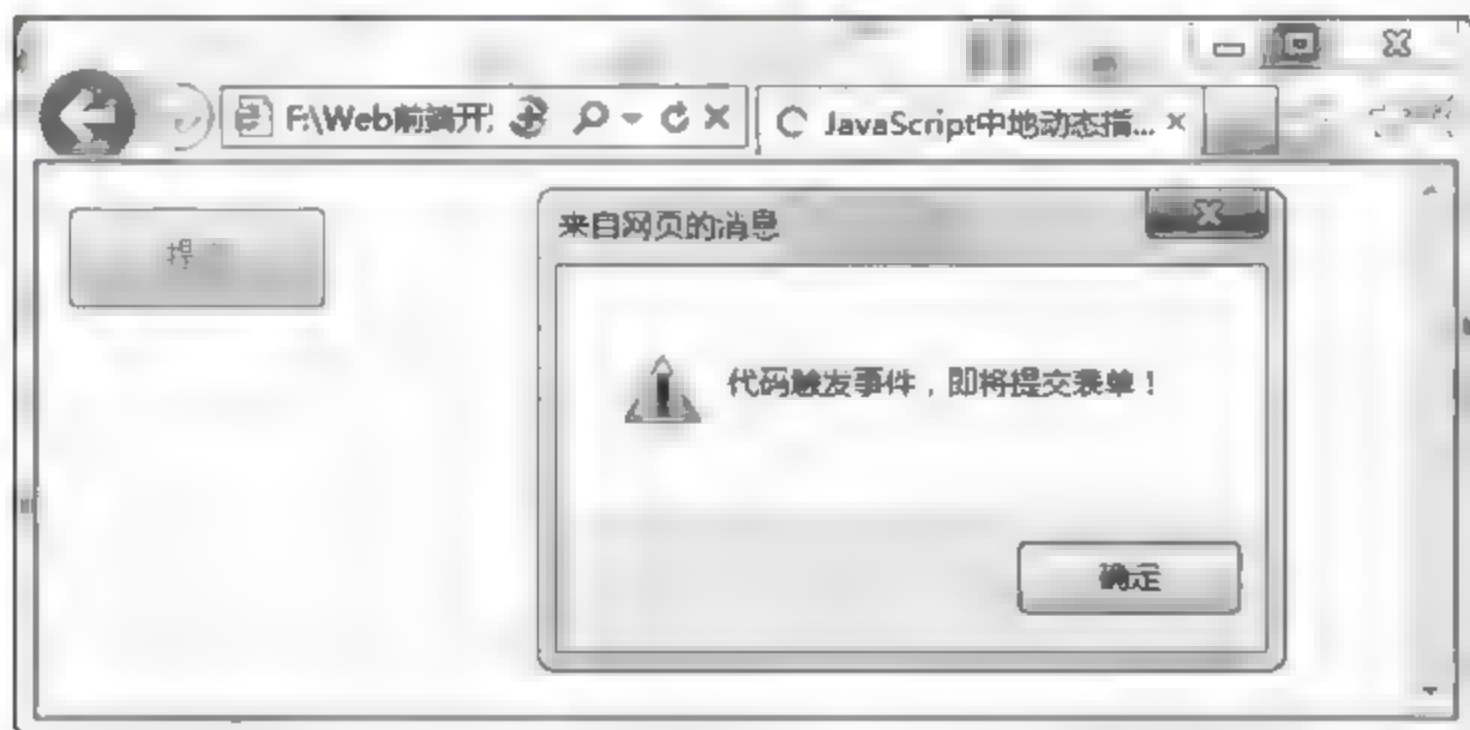 F:\Web前端开
JavaScript中地动态指...
来自网页的消息
提
代码触发事件，即将提交表单！
确定